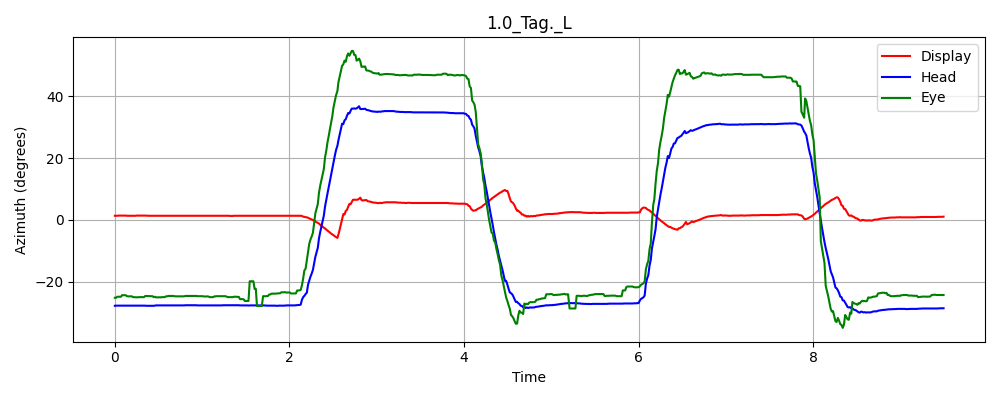 1.0_Tag._L
Display
Head
Eye
Azimuth (degrees)
40
20
0
−20
0 2 4 6 8
Time